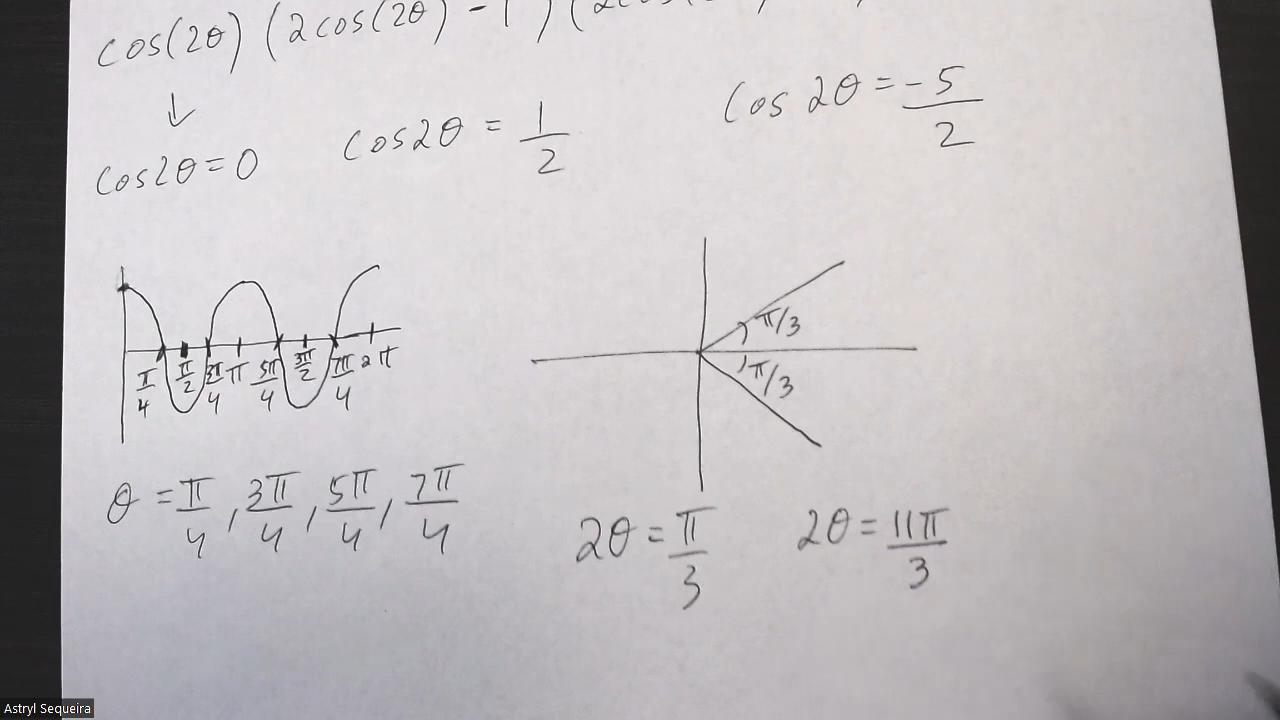 cos(2θ) (2cos(2θ) - 1)
cos2θ = 0
cos2θ = 1/2
cos 2θ = -5/2
π/4 π/2 3π/4 π 5π/4 3π/2 7π/4 2π
π/3
π/3
θ = π/4, 3π/4, 5π/4, 7π/4
2θ = π/3
2θ = 11π/3
Astryl Sequeira